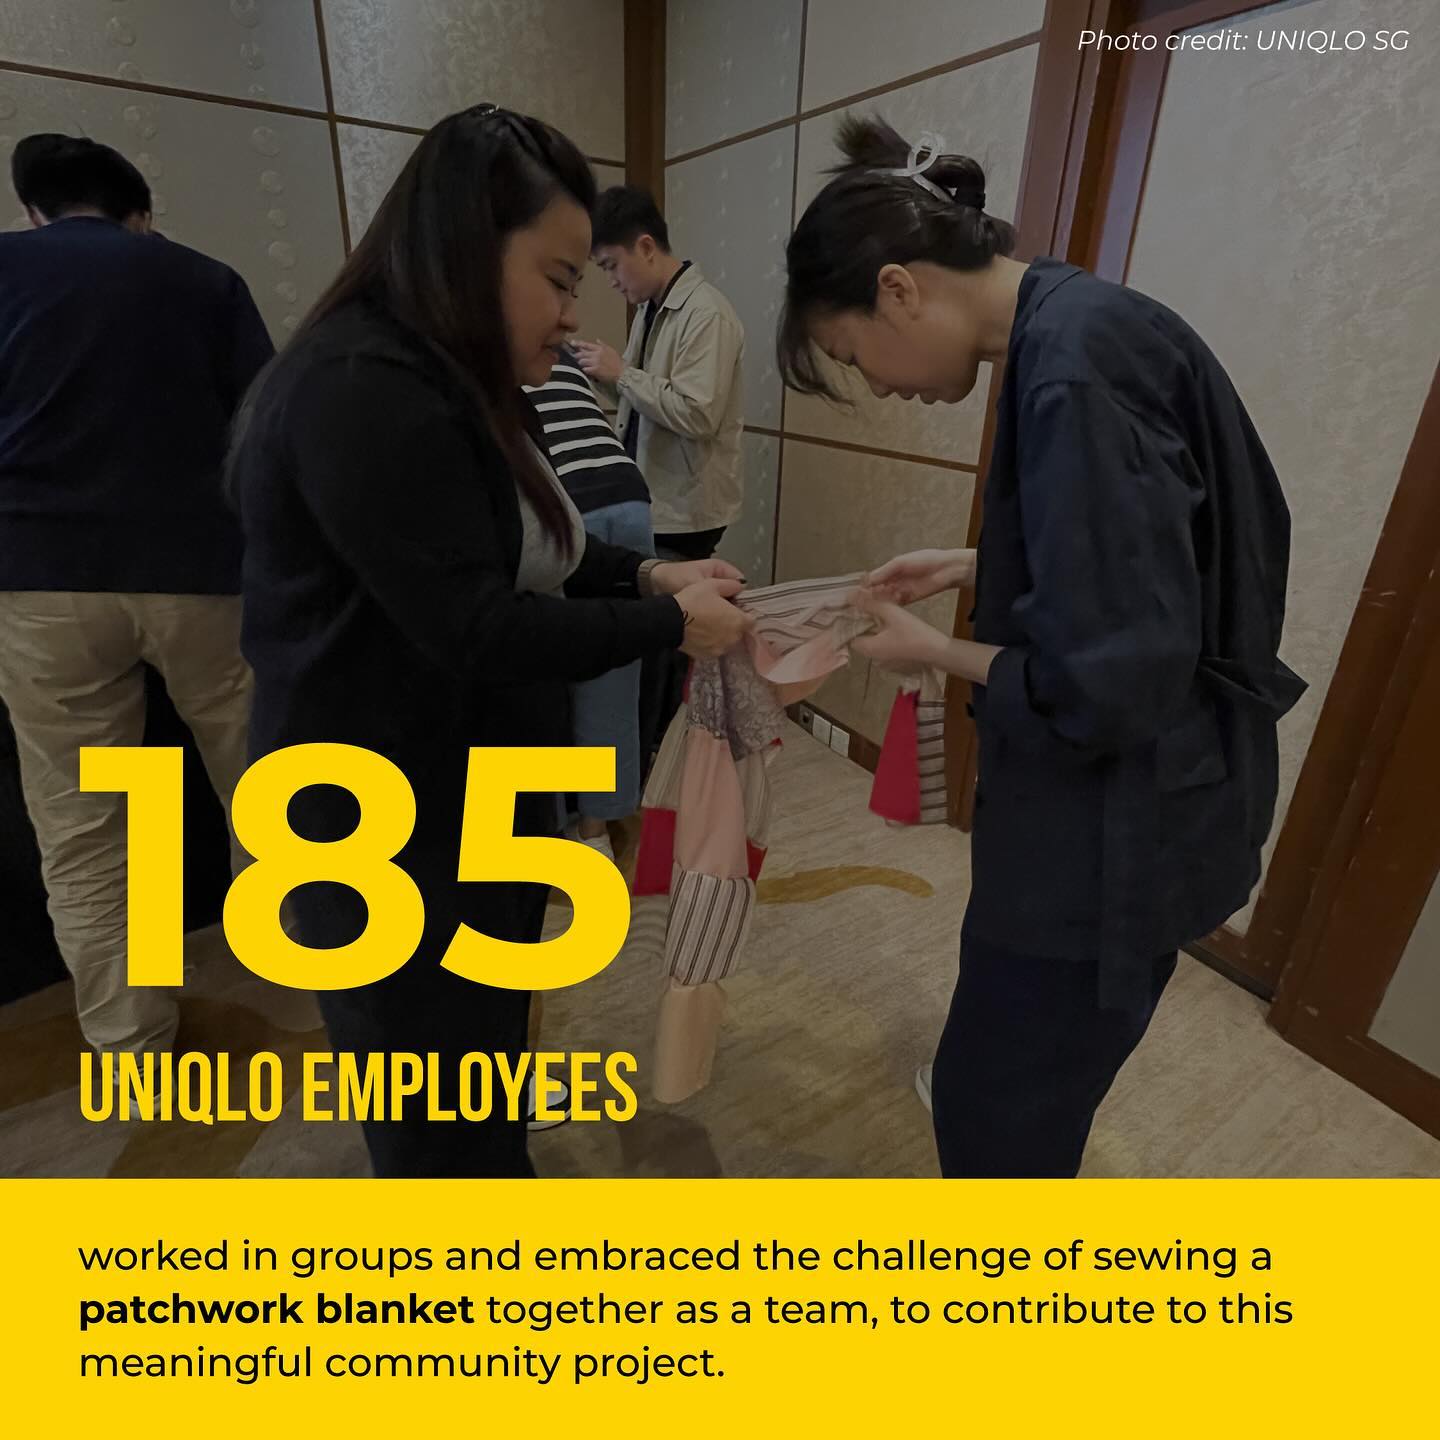 Photo credit: UNIQLO SG
185
UNIQLO EMPLOYEES
worked in groups and embraced the challenge of sewing a
patchwork blanket together as a team, to contribute to this
meaningful community project.